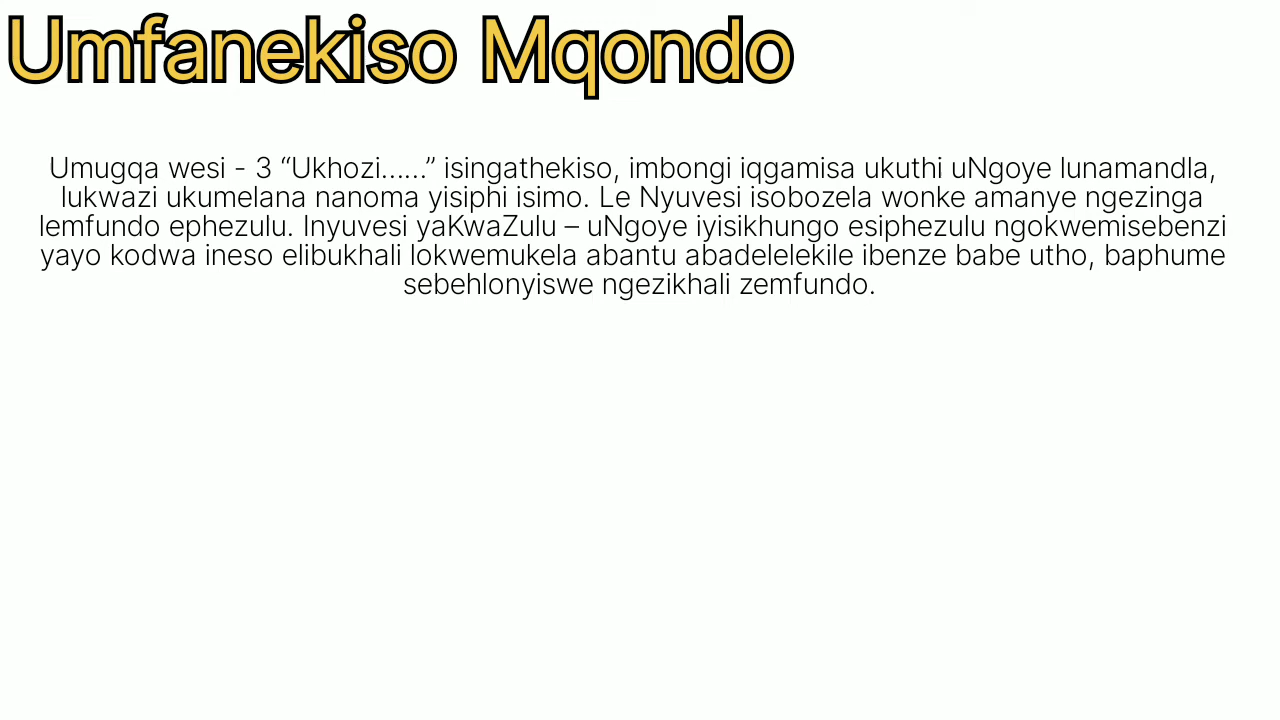 Umfanekiso Mqondo
Umugqa wesi - 3 “Ukhozi……” isingathekiso, imbongi iqgamisa ukuthi uNgoye lunamandla,
lukwazi ukumelana nanoma yisiphi isimo. Le Nyuvesi isobozela wonke amanye ngezinga
lemfundo ephezulu. Inyuvesi yaKwaZulu – uNgoye iyisikhungo esiphezulu ngokwemisebenzi
yayo kodwa ineso elibukhali lokwemukela abantu abadelelekile ibenze babe utho, baphume
sebehlonyiswe ngezikhali zemfundo.